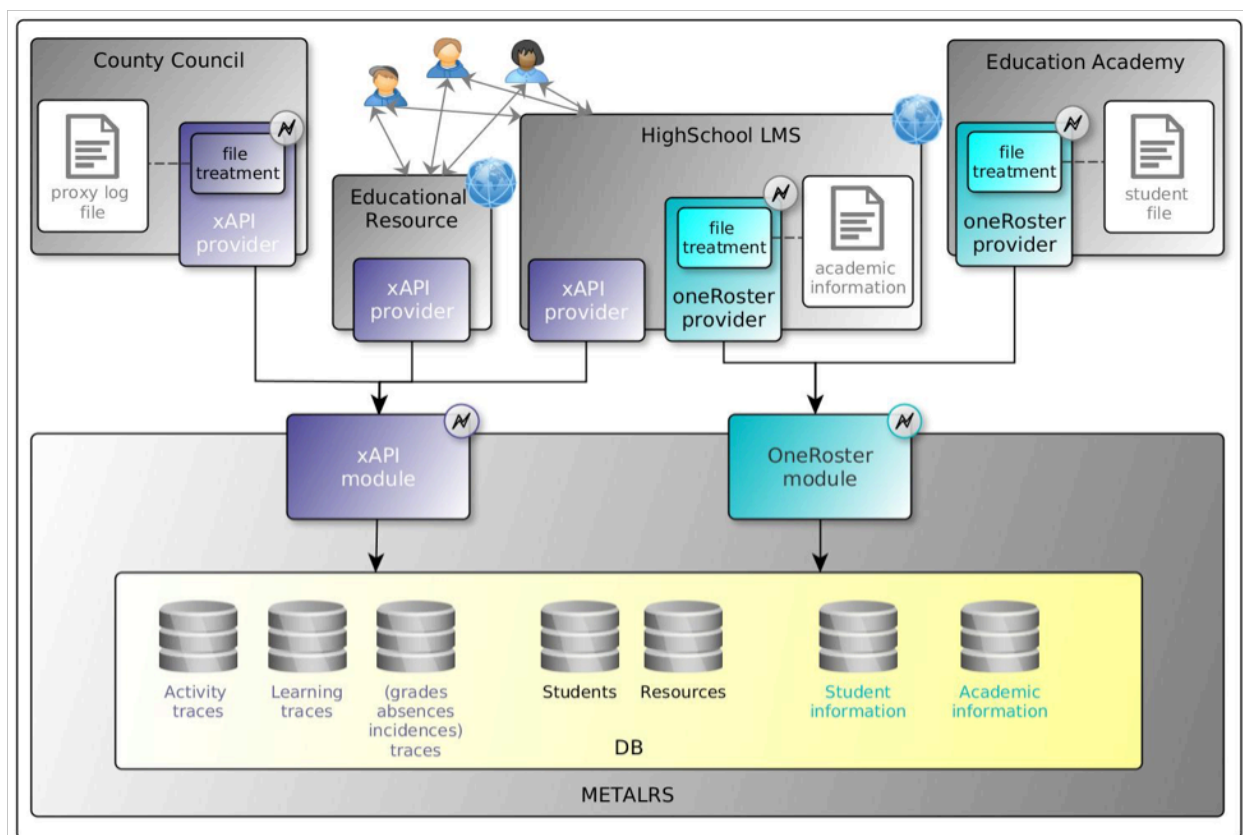 County Council
proxy log
file
file
treatment
xAPI
provider
Educational
Resource
xAPI
provider
HighSchool LMS
xAPI
provider
file
treatment
oneRoster
provider
academic
information
Education Academy
file
treatment
oneRoster
provider
student
file
xAPI
module
OneRoster
module
Activity
traces
Learning
traces
(grades
absences
incidences)
traces
Students
Resources
Student
information
Academic
information
DB
METALRS